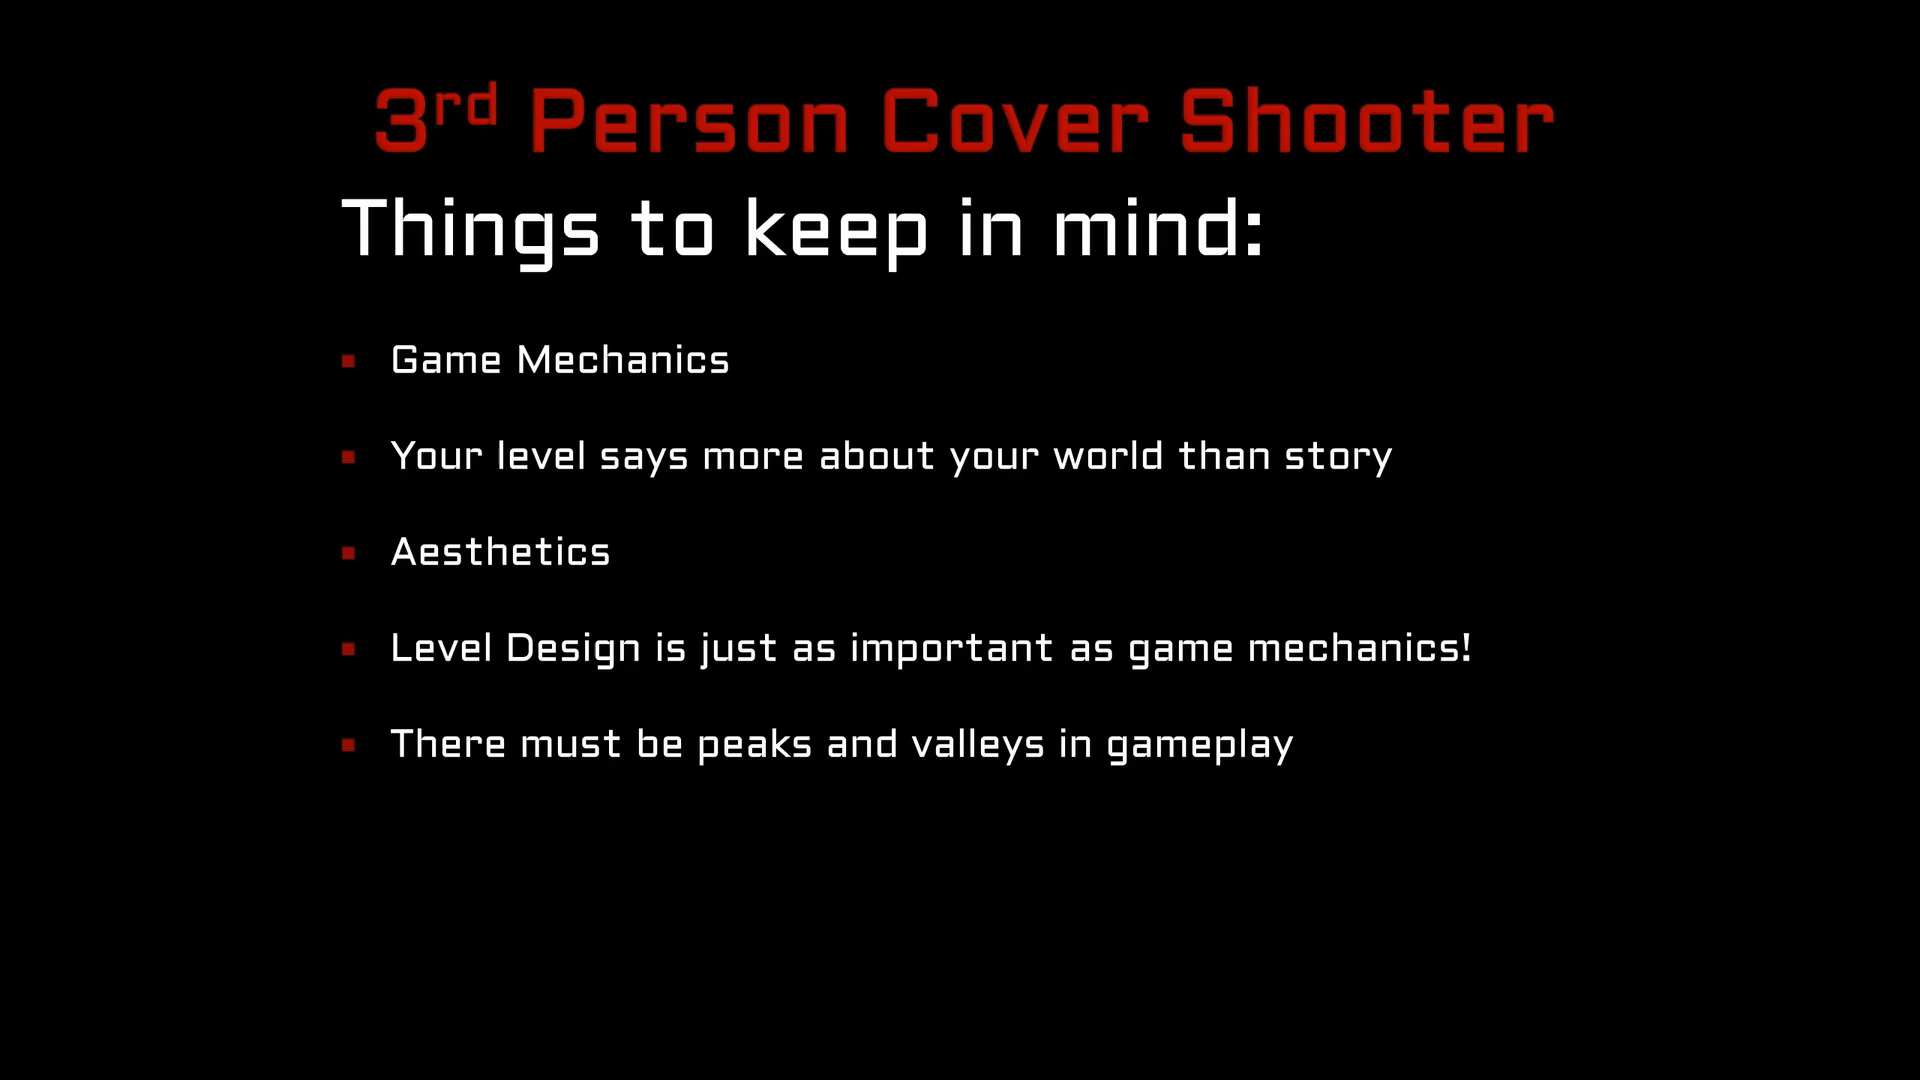 3rd Person Cover Shooter
Things to keep in mind:
Game Mechanics
Your level says more about your world than story
Aesthetics
Level Design is just as important as game mechanics!
There must be peaks and valleys in gameplay